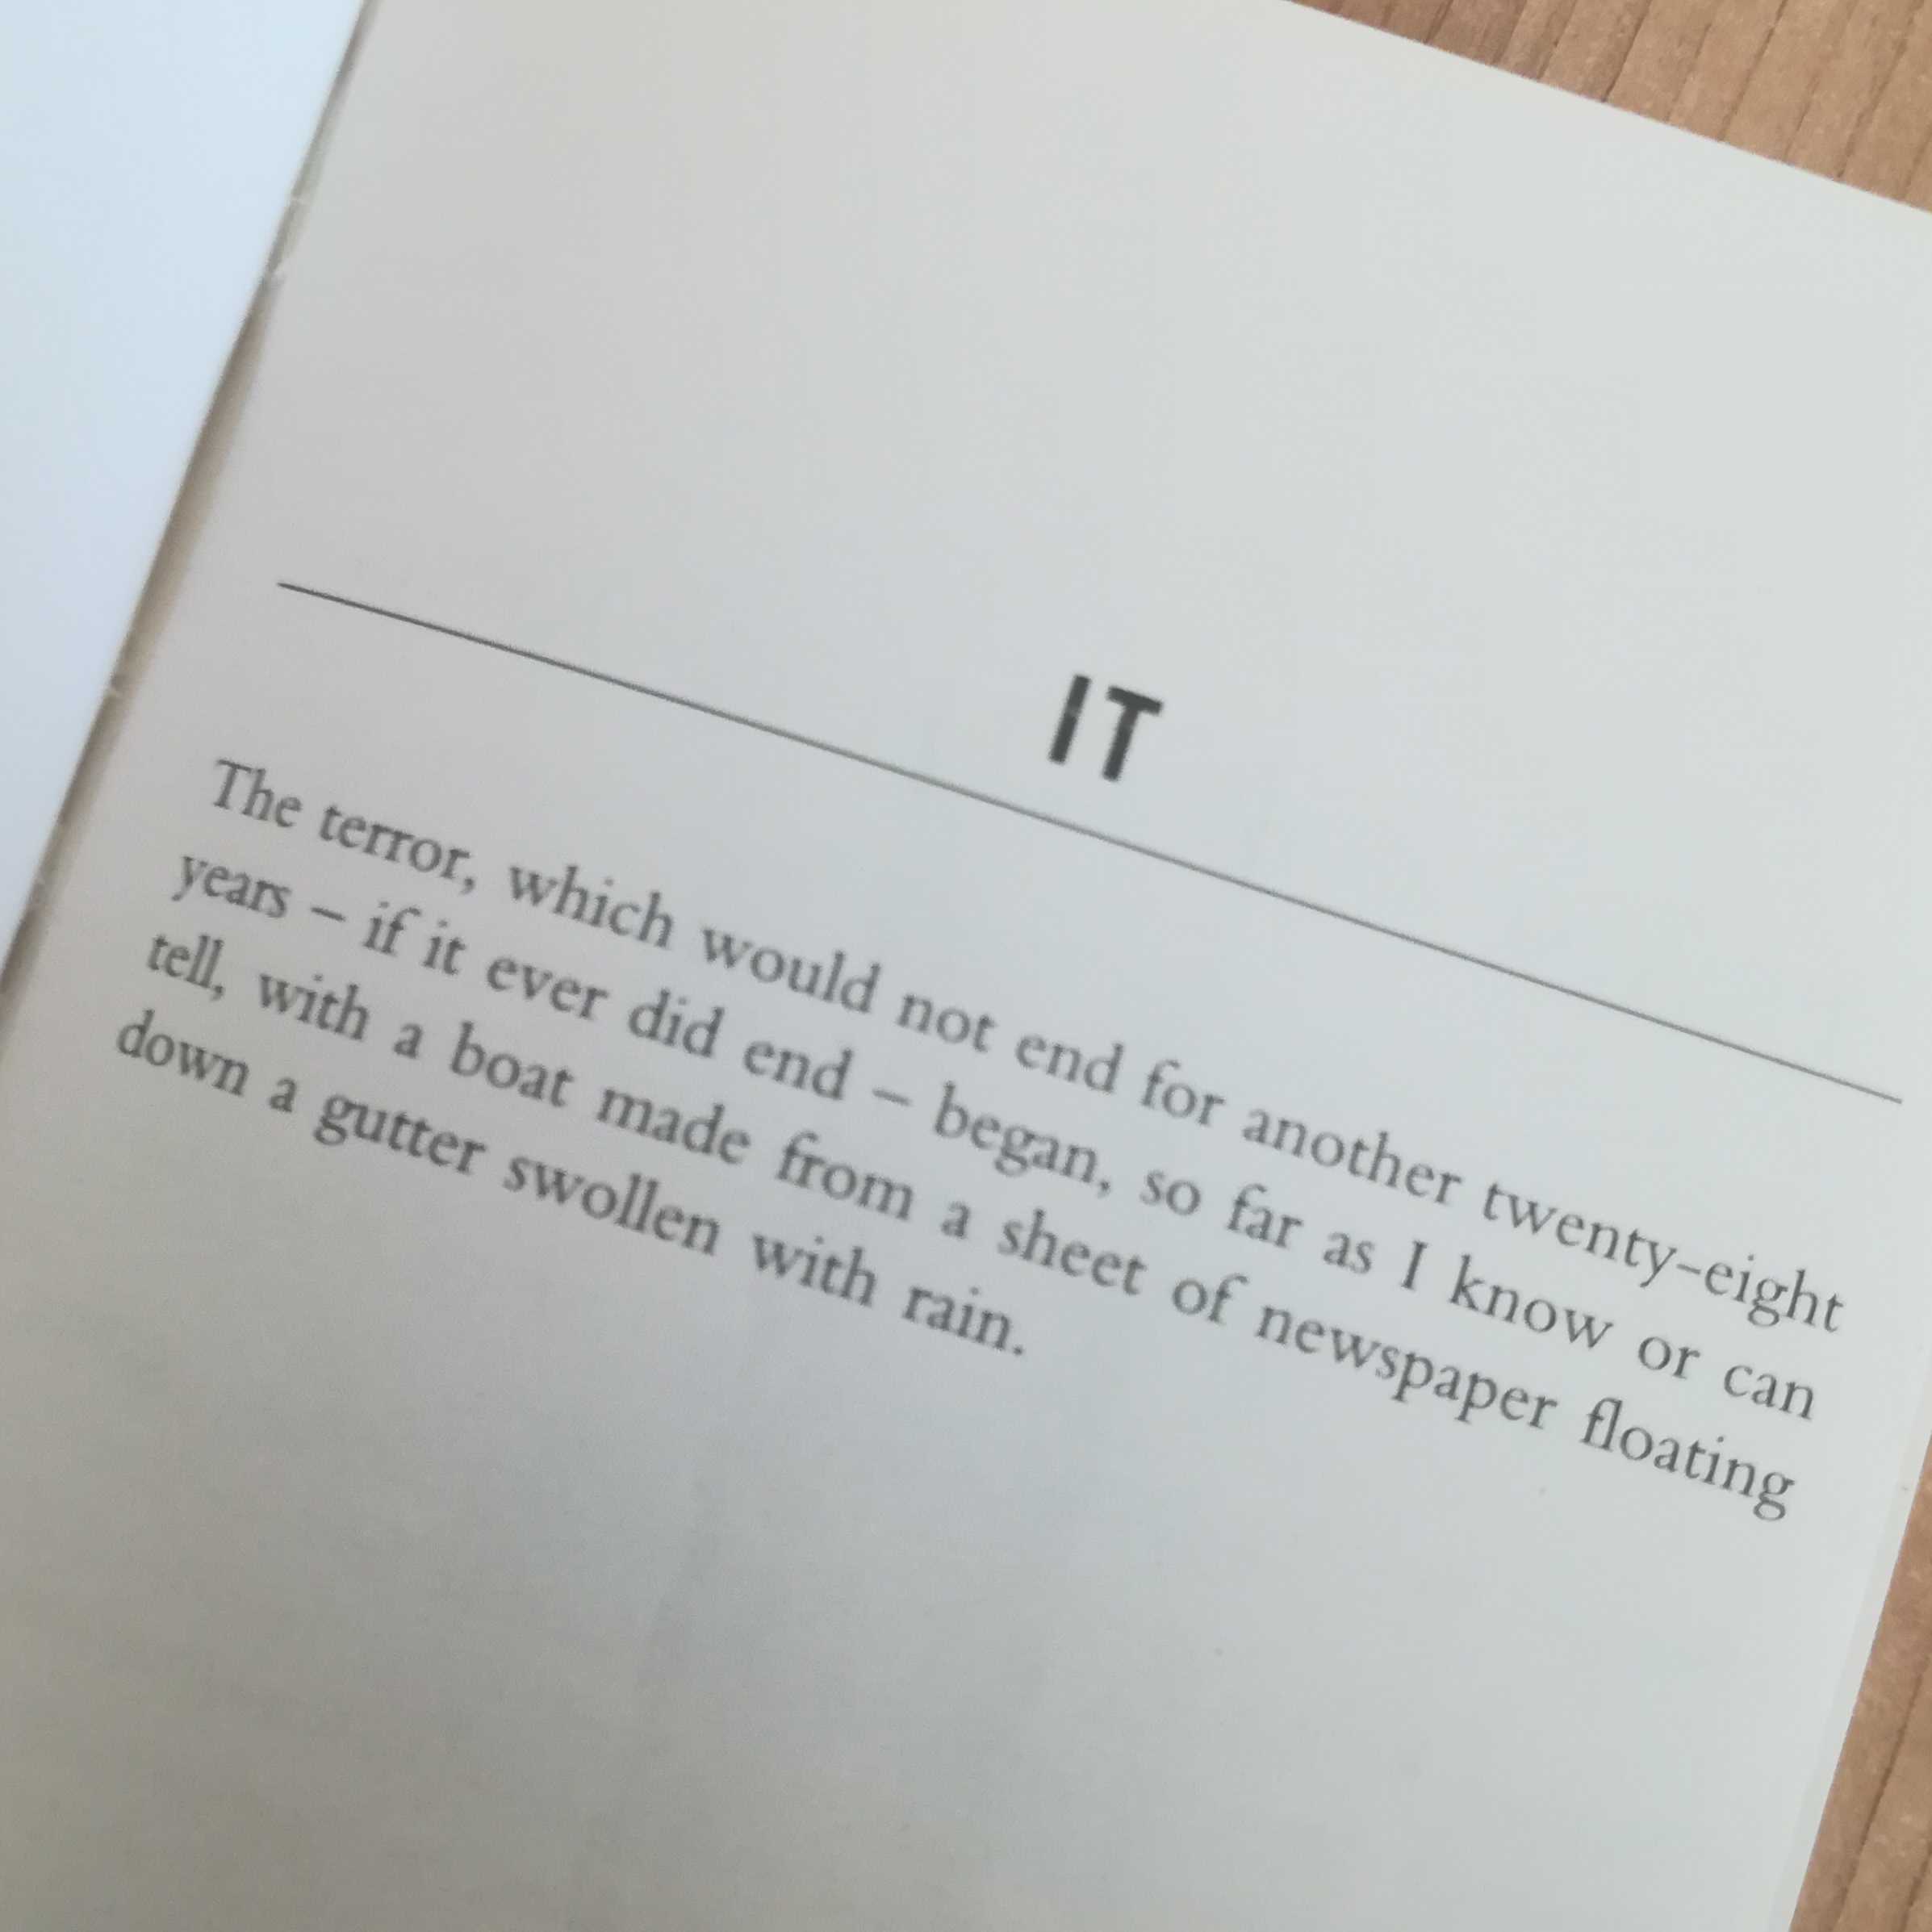 IT
The terror, which would not end for another twenty-eight
years – if it ever did end – began, so far as I know or can
tell, with a boat made from a sheet of newspaper floating
down a gutter swollen with rain.